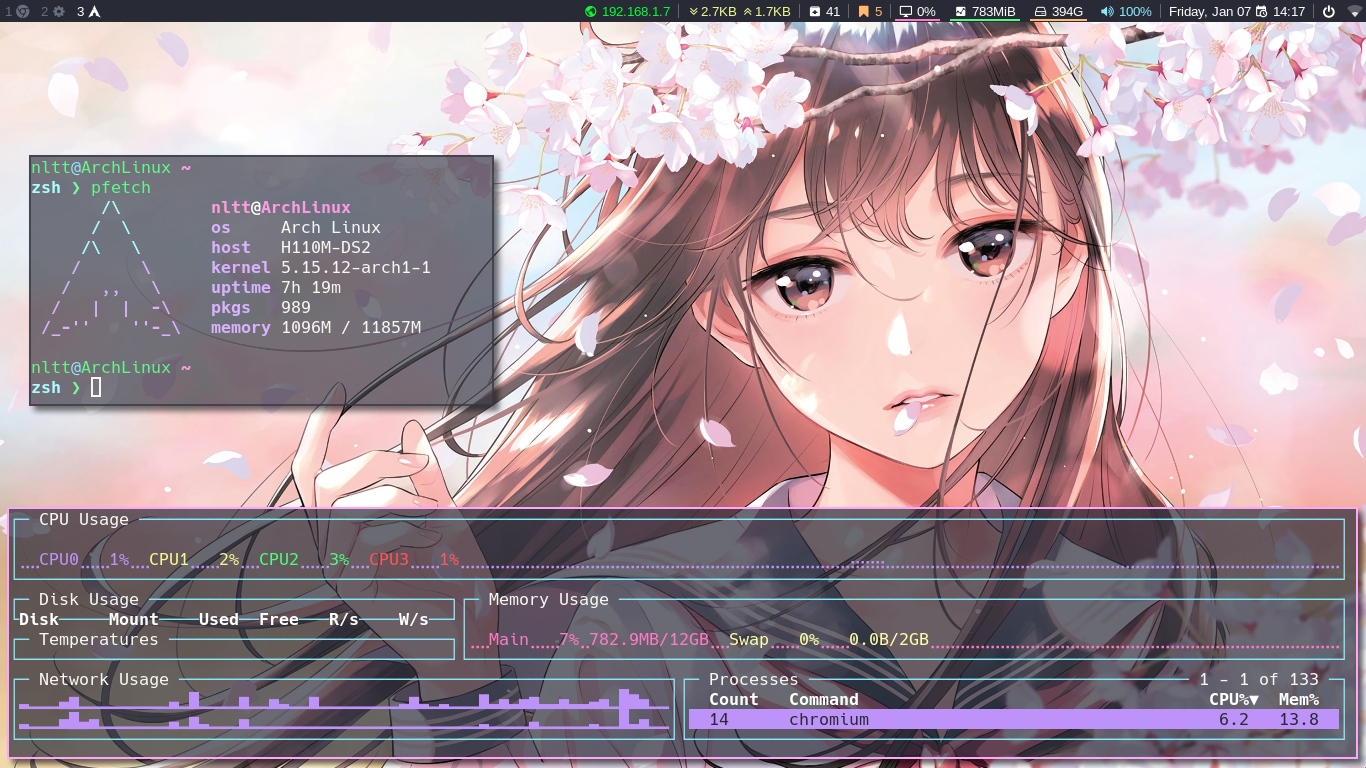 1 2 3 192.168.1.7 2.7KB 1.7KB 41 5 0% 783MiB 394G 100% Friday, Jan 07 14:17
nltt@ArchLinux ~
zsh ❯ pfetch
nltt@ArchLinux
os Arch Linux
host H110M-DS2
kernel 5.15.12-arch1-1
uptime 7h 19m
pkgs 989
memory 1096M / 11857M
nltt@ArchLinux ~
zsh ❯
CPU Usage
CPU0 1% CPU1 2% CPU2 3% CPU3 1%
Disk Usage
Disk Mount Used Free R/s W/s
Temperatures
Memory Usage
Main 7% 782.9MB/12GB Swap 0% 0.0B/2GB
Network Usage
Processes 1 - 1 of 133
Count Command CPU%▼ Mem%
14 chromium 6.2 13.8